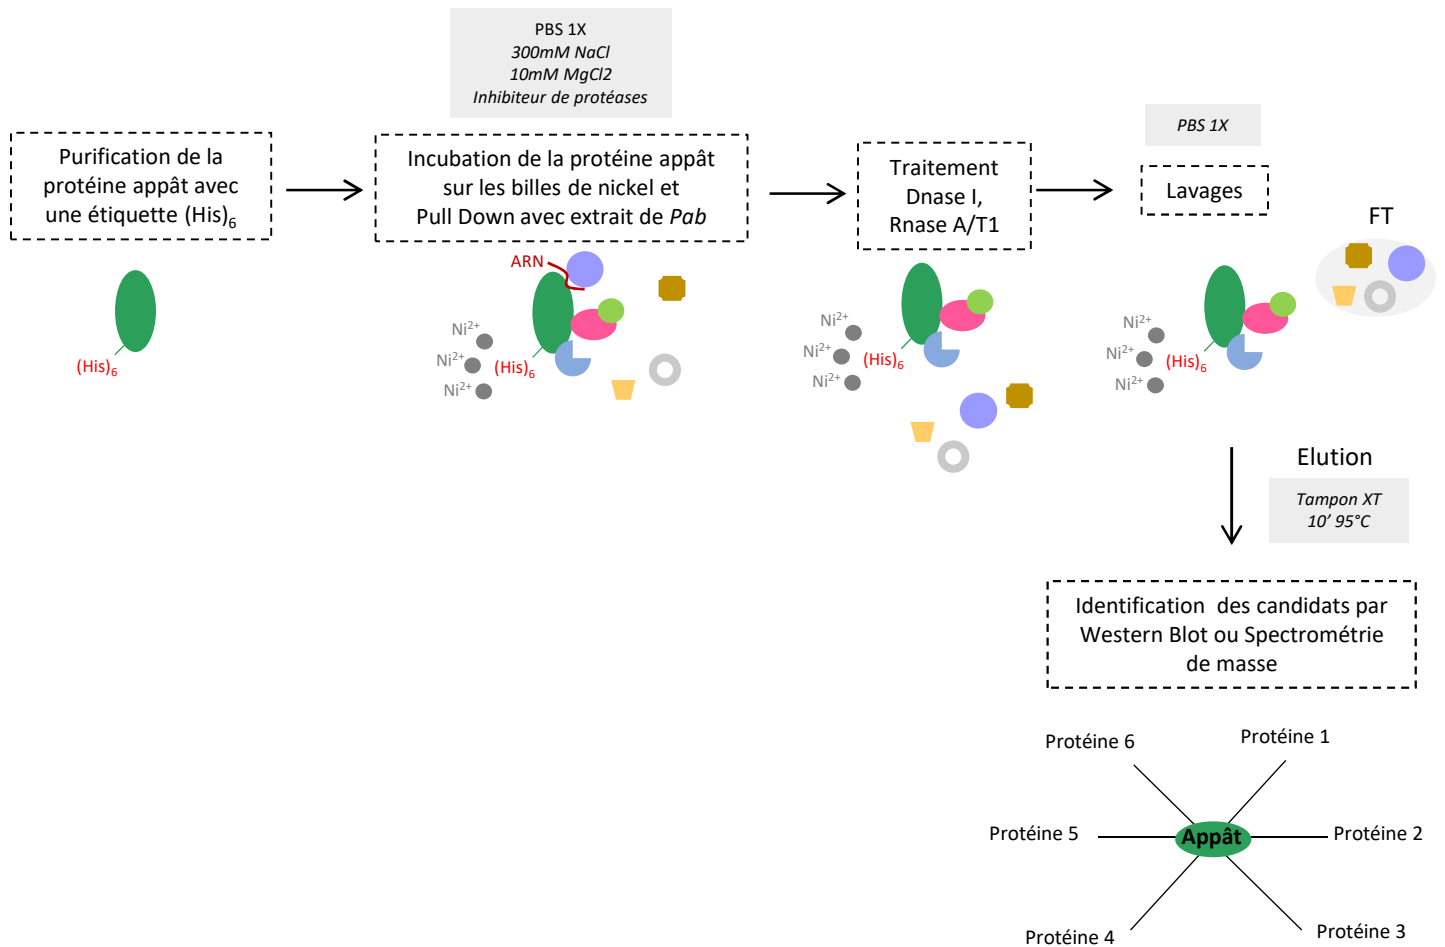 PBS 1X
300mM NaCl
10mM MgCl2
Inhibiteur de protéases
Purification de la
protéine appât avec
une étiquette (His)6
Incubation de la protéine appât
sur les billes de nickel et
Pull Down avec extrait de Pab
Traitement
Dnase I,
Rnase A/T1
PBS 1X
Lavages
FT
(His)6
ARN
Ni2+
Ni2+
Ni2+
(His)6
Ni2+
Ni2+
Ni2+
(His)6
Ni2+
Ni2+
Ni2+
(His)6
Elution
Tampon XT
10’ 95°C
Identification des candidats par
Western Blot ou Spectrométrie
de masse
Protéine 6
Protéine 1
Protéine 5
Appât
Protéine 2
Protéine 4
Protéine 3